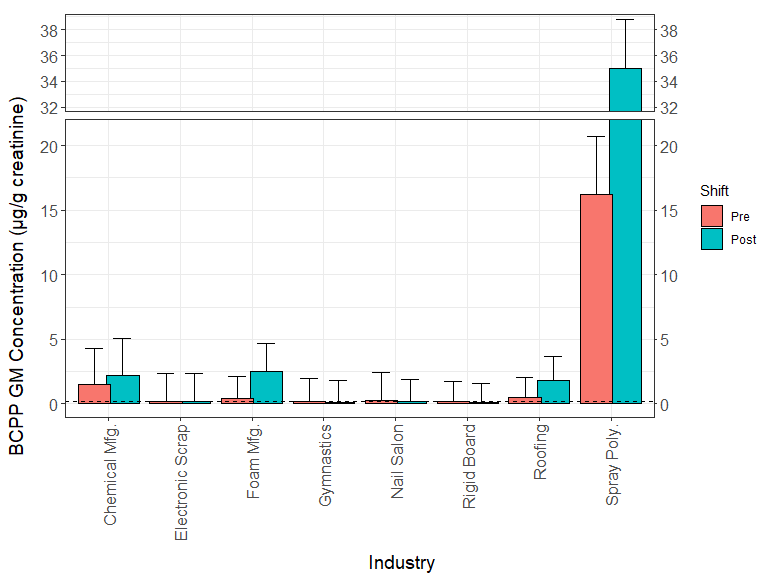 BCPP GM Concentration (µg/g creatinine)
38
36
34
32
38
36
34
32
20
15
10
5
0
20
15
10
5
0
Chemical Mfg.
Electronic Scrap
Foam Mfg.
Gymnastics
Nail Salon
Rigid Board
Roofing
Spray Poly.
Industry
Shift
Pre
Post